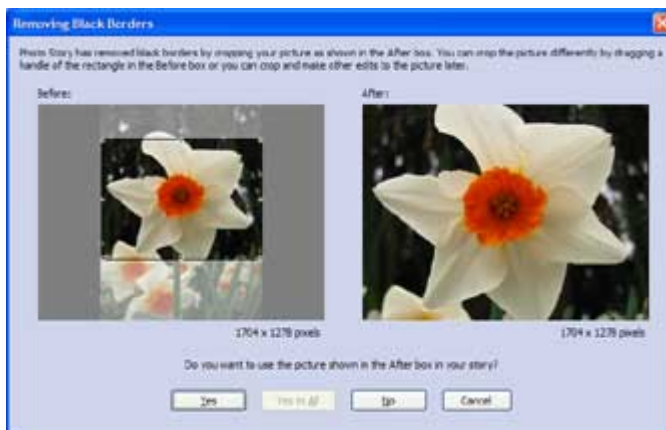 Removing Black Borders
Photo Story has removed black borders by cropping your picture as shown in the After box. You can crop the picture differently by dragging a
handle of the rectangle in the Before box or you can crop and make other edits to the picture later.
Before:
After:
1704 x 1278 pixels
1704 x 1278 pixels
Do you want to use the picture shown in the After box in your story?
Yes
Yes to All
No
Cancel